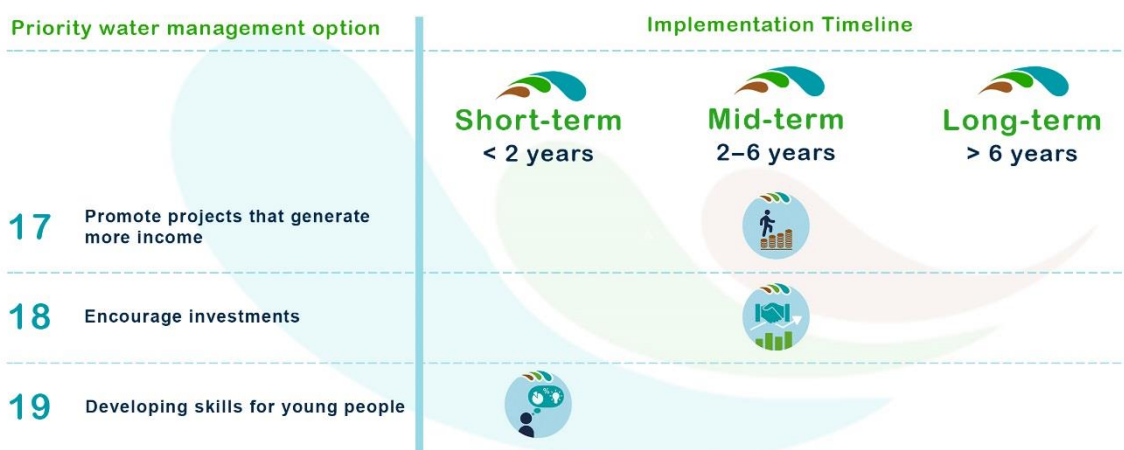 Priority water management option
Implementation Timeline
Short-term
Mid-term
Long-term
< 2 years
2–6 years
> 6 years
17
Promote projects that generate
more income
18
Encourage investments
19
Developing skills for young people